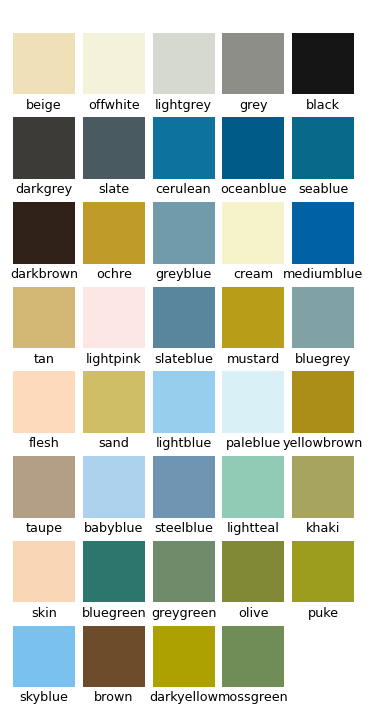 beige offwhite lightgrey grey black
darkgrey slate cerulean oceanblue seablue
darkbrown ochre greyblue cream mediumblue
tan lightpink slateblue mustard bluegrey
flesh sand lightblue paleblue yellowbrown
taupe babyblue steelblue lightteal khaki
skin bluegreen greygreen olive puke
skyblue brown darkyellow mossgreen